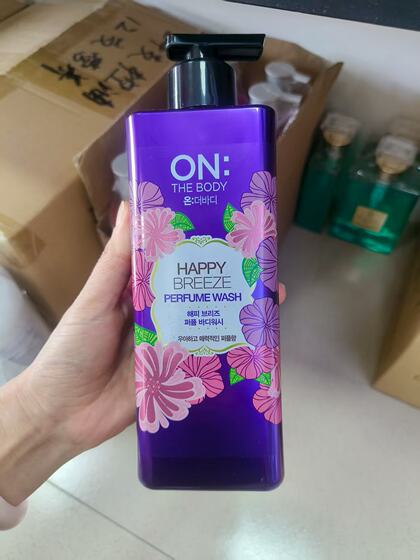 ON:
THE BODY
온:더바디
HAPPY
BREEZE
PERFUME WASH
해피 브리즈
퍼퓸 바디워시
우아하고 매력적인 퍼플향